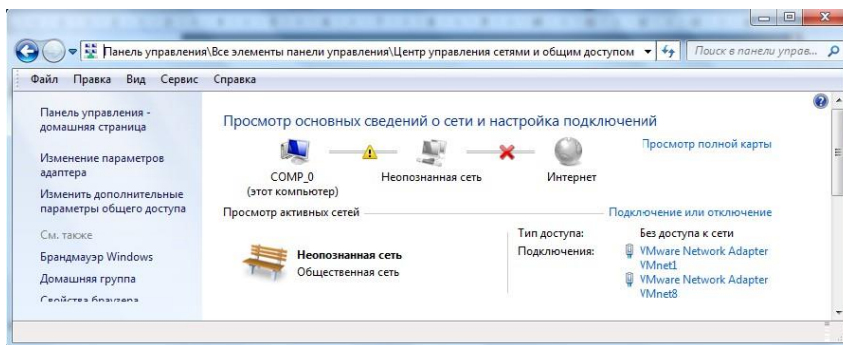 Панель управления\Все элементы панели управления\Центр управления сетями и общим доступом
Поиск в панели управ...
Файл Правка Вид Сервис Справка
Панель управления -
домашняя страница
Изменение параметров
адаптера
Изменить дополнительные
параметры общего доступа
См. также
Брандмауэр Windows
Домашняя группа
Свойства браузера
Просмотр основных сведений о сети и настройка подключений
Просмотр полной карты
COMP_0
(этот компьютер)
Неопознанная сеть
Интернет
Просмотр активных сетей
Подключение или отключение
Неопознанная сеть
Общественная сеть
Тип доступа: Без доступа к сети
Подключения: VMware Network Adapter
VMnet1
VMware Network Adapter
VMnet8